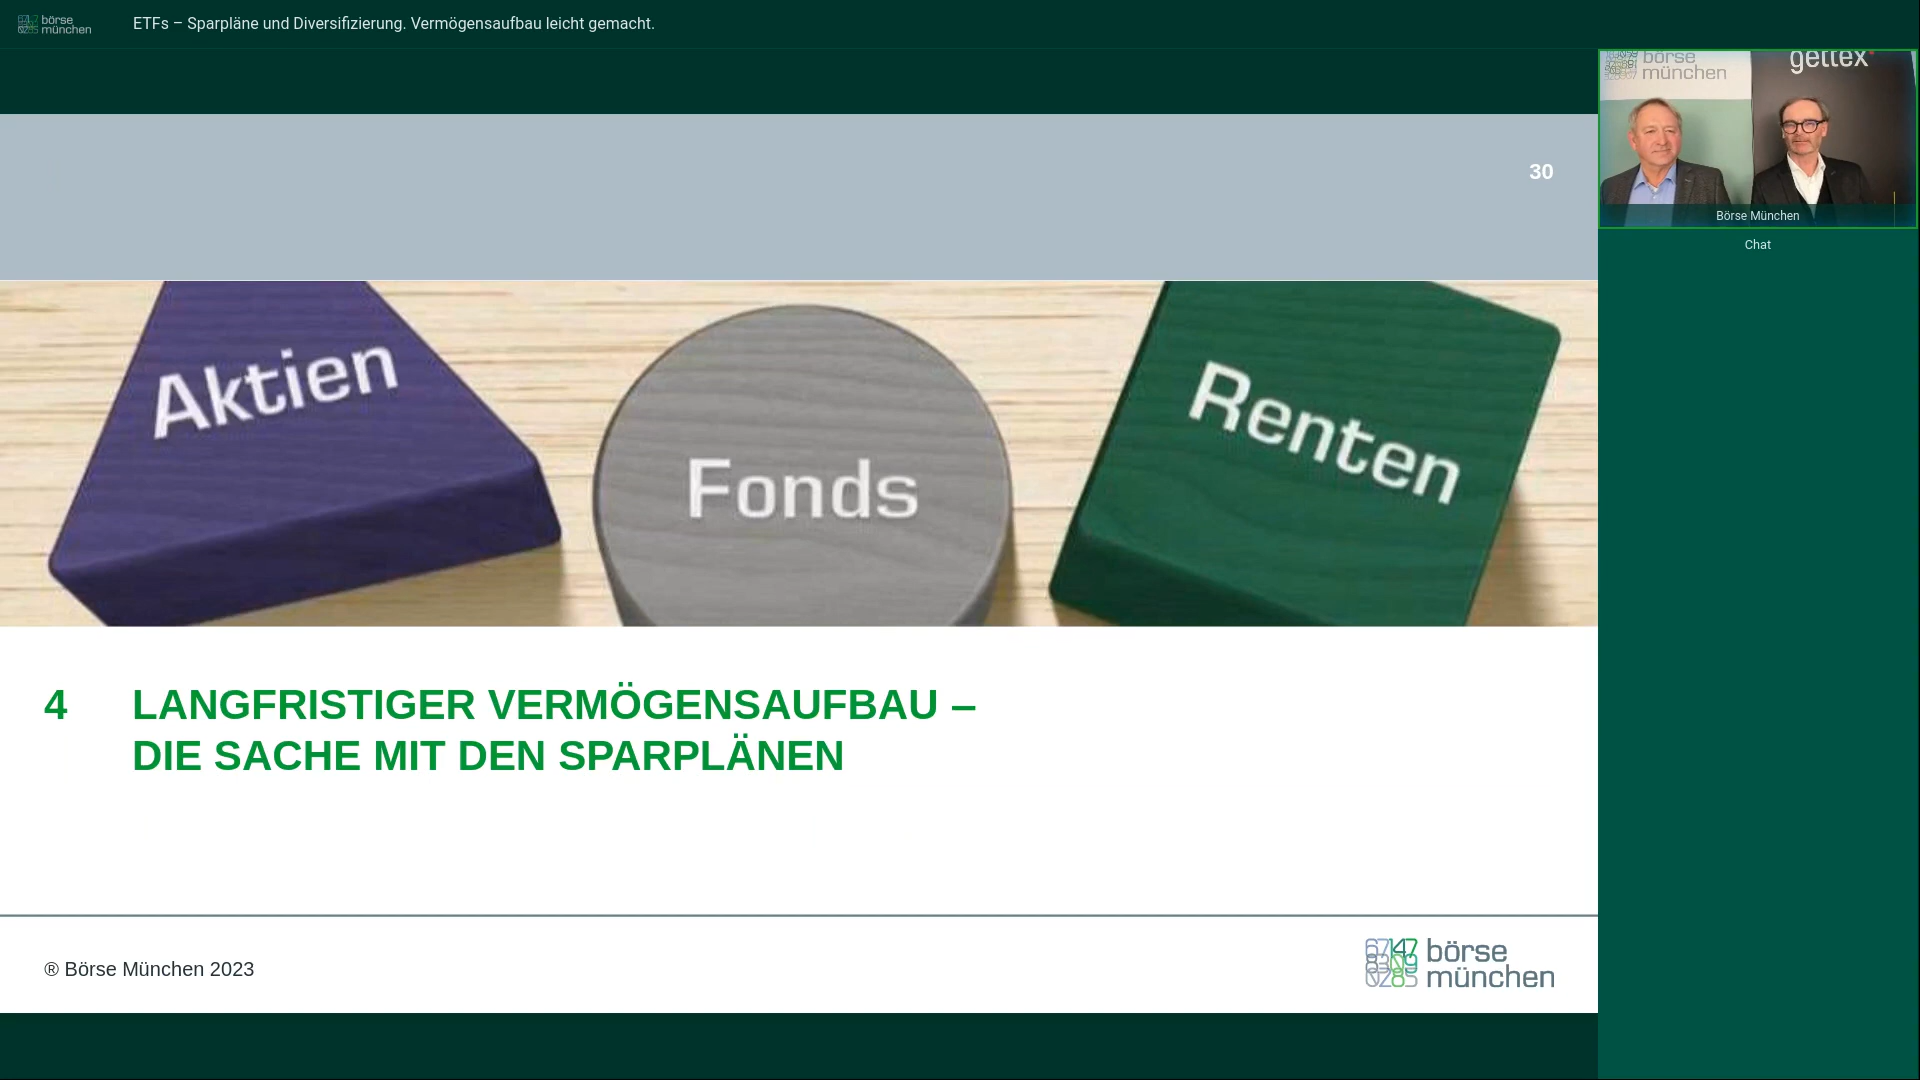 börse
münchen
ETFs – Sparpläne und Diversifizierung. Vermögensaufbau leicht gemacht.
börse
münchen
gettex
Börse München
Chat
30
Aktien
Fonds
Renten
4 LANGFRISTIGER VERMÖGENSAUFBAU –
DIE SACHE MIT DEN SPARPLÄNEN
® Börse München 2023
börse
münchen